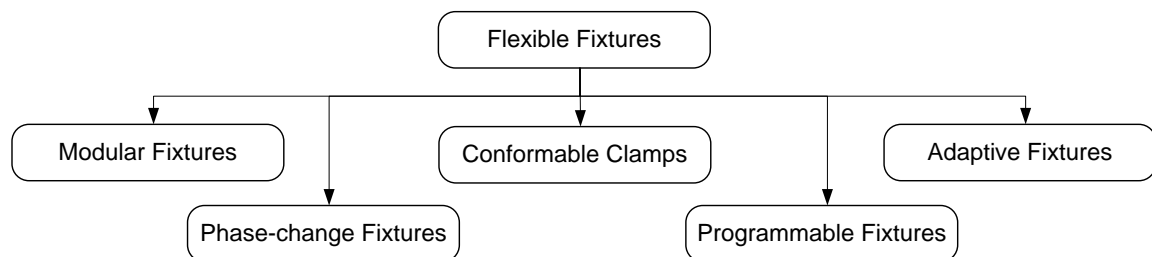 Flexible Fixtures
Modular Fixtures
Conformable Clamps
Adaptive Fixtures
Phase-change Fixtures
Programmable Fixtures